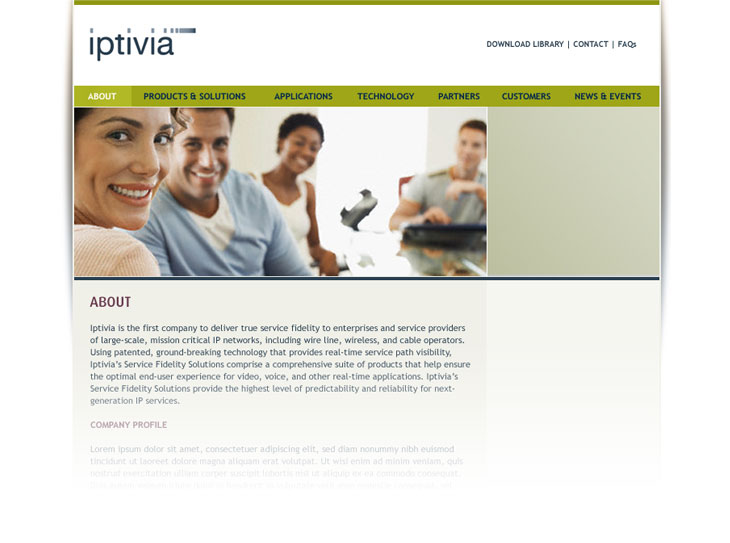 iptivia
DOWNLOAD LIBRARY | CONTACT | FAQs
ABOUT PRODUCTS & SOLUTIONS APPLICATIONS TECHNOLOGY PARTNERS CUSTOMERS NEWS & EVENTS
ABOUT
Iptivia is the first company to deliver true service fidelity to enterprises and service providers
of large-scale, mission critical IP networks, including wire line, wireless, and cable operators.
Using patented, ground-breaking technology that provides real-time service path visibility,
Iptivia's Service Fidelity Solutions comprise a comprehensive suite of products that help ensure
the optimal end-user experience for video, voice, and other real-time applications. Iptivia's
Service Fidelity Solutions provide the highest level of predictability and reliability for next-
generation IP services.
COMPANY PROFILE
Lorem ipsum dolor sit amet, consectetuer adipiscing elit, sed diam nonummy nibh euismod
tincidunt ut laoreet dolore magna aliquam erat volutpat. Ut wisi enim ad minim veniam, quis
nostrud exercitation ulliam corper suscipit lobortis nisl ut aliquip ex ea commodo consequat.